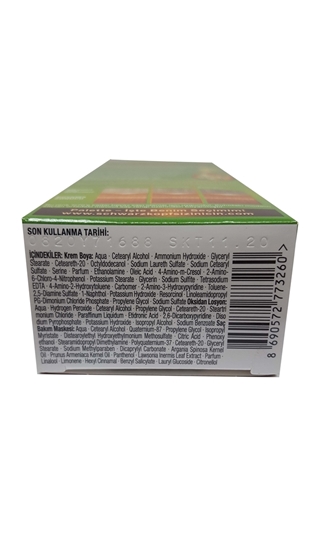 Palette – İşte Benim Seçimim!
www.schwarzkopfsizinicin.com
SON KULLANMA TARİHİ:
İÇİNDEKİLER: Krem Boya: Aqua · Cetearyl Alcohol · Ammonium Hydroxide · Glyceryl
Stearate · Ceteareth-20 · Octyldodecanol · Sodium Laureth Sulfate · Sodium Cetearyl
Sulfate · Serine · Parfum · Ethanolamine · Oleic Acid · 4-Amino-m-Cresol · 2-Amino-
6-Chloro-4-Nitrophenol · Potassium Stearate · Glycerin · Sodium Sulfate · Tetrasodium
EDTA · 4-Amino-2-Hydroxytoluene · Carbomer · 2-Amino-3-Hydroxypyridine · Toluene-
2,5-Diamine Sulfate · 1-Naphthol · Potassium Hydroxide · Resorcinol · Linoleamidopropyl
PG-Dimonium Chloride Phosphate · Propylene Glycol · Sodium Sulfite Oksidan Losyon:
Aqua · Hydrogen Peroxide · Cetearyl Alcohol · Propylene Glycol · Ceteareth-20 · Steartri-
monium Chloride · Paraffinum Liquidum · Etidronic Acid · 2,6-Dicarboxypyridine · Diso-
dium Pyrophosphate · Potassium Hydroxide · Isopropyl Alcohol · Sodium Benzoate Saç
Bakım Maskesi: Aqua · Cetearyl Alcohol · Quaternium-87 · Propylene Glycol · Isopropyl
Myristate · Distearoylethyl Hydroxyethylmonium Methosulfate · Citric Acid · Phenoxy-
ethanol · Stearamidopropyl Dimethylamine · Polyquaternium-37 · Ceteareth-20 · Glyceryl
Stearate · Sodium Methylparaben · Dicaprylyl Carbonate · Argania Spinosa Kernel
Oil · Prunus Armeniaca Kernel Oil · Panthenol · Lawsonia Inermis Leaf Extract · Parfum
Linalool · Limonene · Hexyl Cinnamal · Benzyl Salicylate · Lauryl Glucoside · Citronellol
8 690572 773260 >